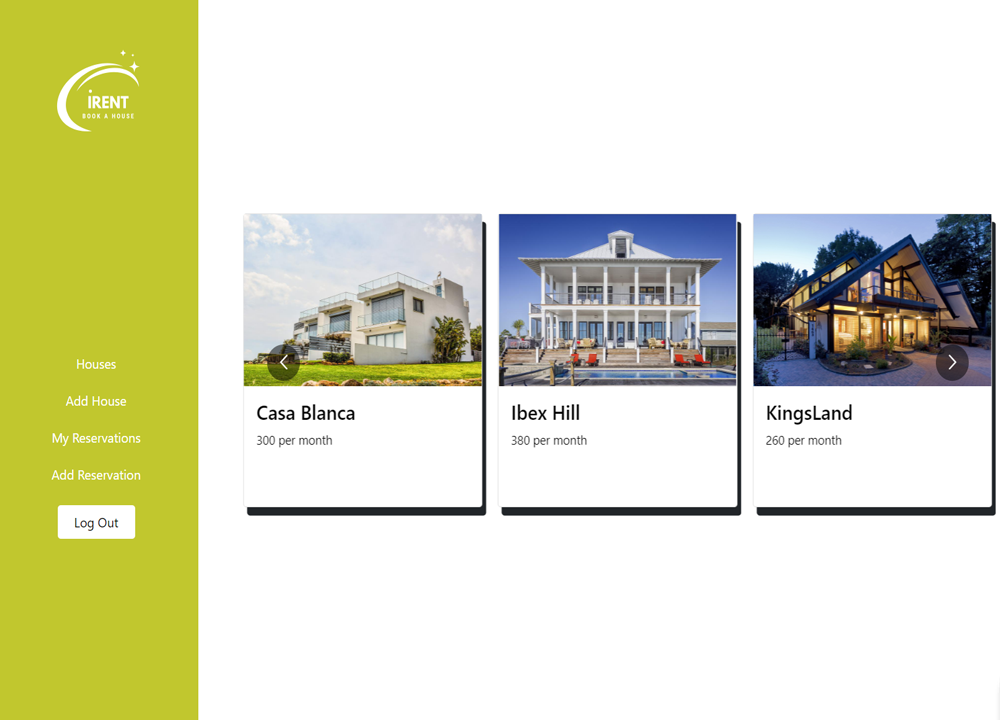 iRENT
BOOK A HOUSE
Houses
Add House
My Reservations
Add Reservation
Log Out
Casa Blanca
300 per month
Ibex Hill
380 per month
KingsLand
260 per month